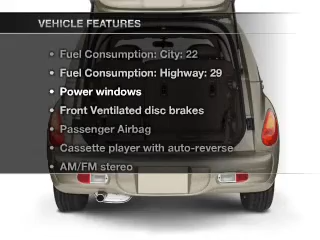 VEHICLE FEATURES
• Fuel Consumption: City: 22
• Fuel Consumption: Highway: 29
• Power windows
• Front Ventilated disc brakes
• Passenger Airbag
• Cassette player with auto-reverse
• AM/FM stereo